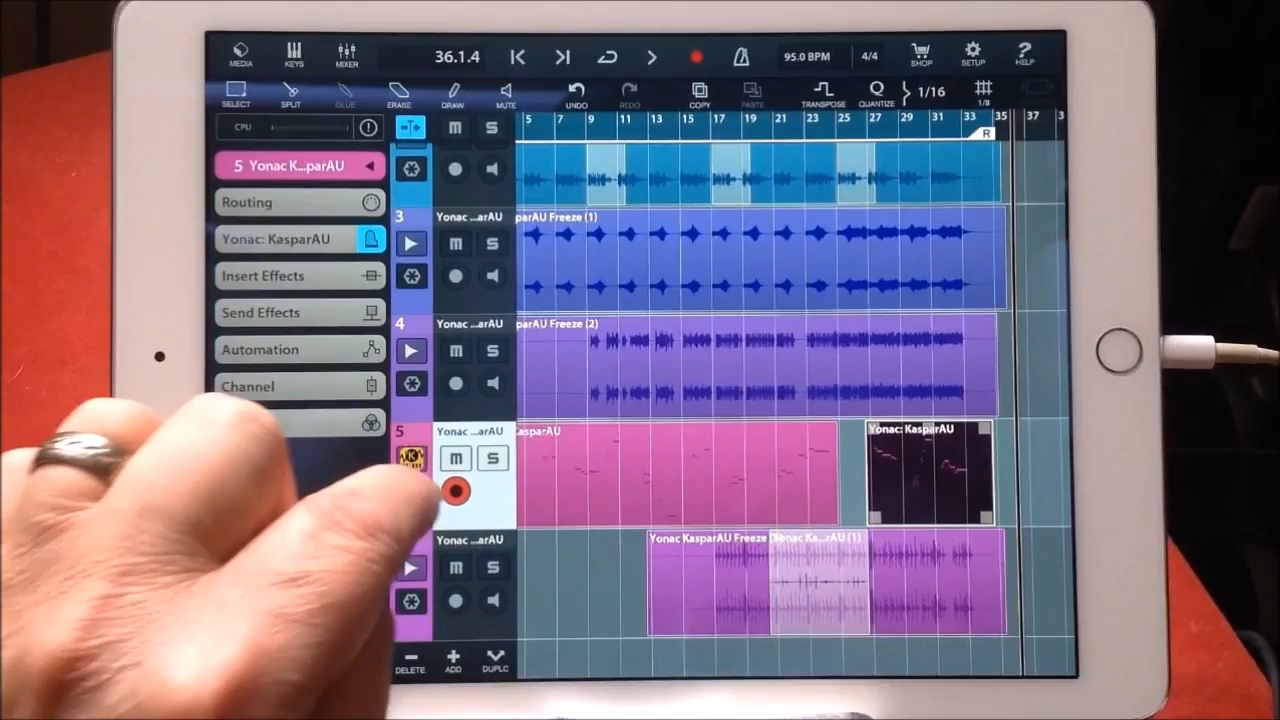 MEDIA KEYS MIXER 36.1.4 95.0 BPM 4/4 SHOP SETUP HELP
SELECT SPLIT GLUE ERASE DRAW MUTE UNDO REDO COPY PASTE TRANSPOSE QUANTIZE 1/16 1/8
CPU m S 5 7 9 11 13 15 17 19 21 23 25 27 29 31 33 35 37 3
R
5 Yonac K...parAU
Routing
3 Yonac ...arAU parAU Freeze (1)
Yonac: KasparAU m S
Insert Effects
Send Effects
4 Yonac ...arAU parAU Freeze (2)
Automation m S
Channel
5 Yonac ...arAU KasparAU Yonac: KasparAU
m S
Yonac ...arAU Yonac KasparAU Freeze Yonac Ka...rAU (1)
m S
DELETE ADD DUPLC